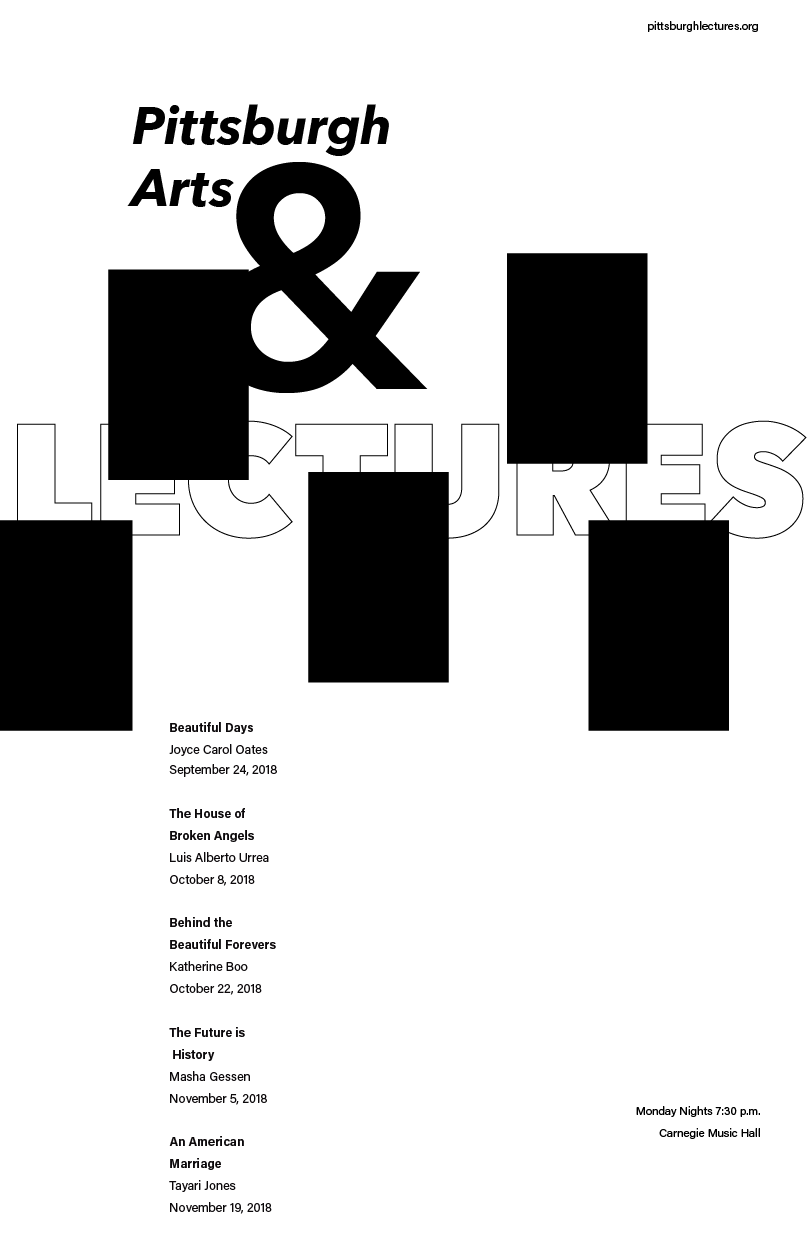 pittsburghlectures.org
Pittsburgh
Arts &
LECTURES
Beautiful Days
Joyce Carol Oates
September 24, 2018
The House of
Broken Angels
Luis Alberto Urrea
October 8, 2018
Behind the
Beautiful Forevers
Katherine Boo
October 22, 2018
The Future is
History
Masha Gessen
November 5, 2018
An American
Marriage
Tayari Jones
November 19, 2018
Monday Nights 7:30 p.m.
Carnegie Music Hall